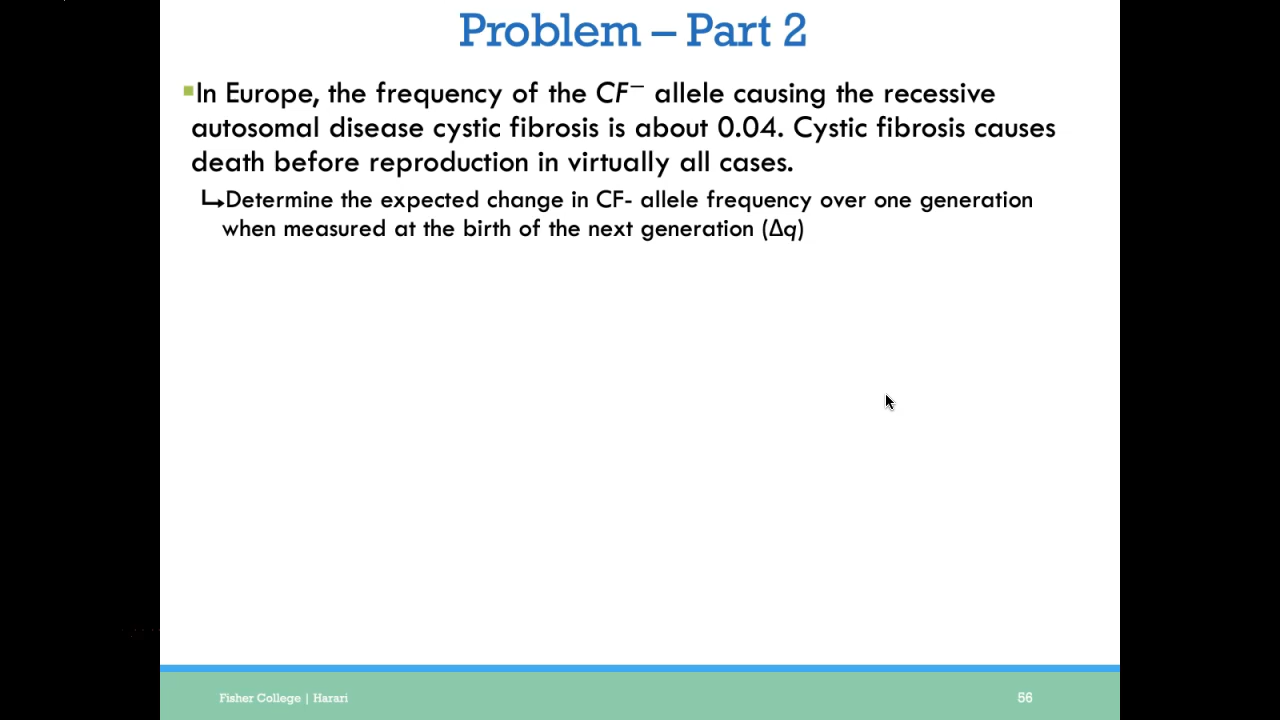 Problem – Part 2
▪In Europe, the frequency of the CF⁻ allele causing the recessive
autosomal disease cystic fibrosis is about 0.04. Cystic fibrosis causes
death before reproduction in virtually all cases.
↳Determine the expected change in CF- allele frequency over one generation
when measured at the birth of the next generation (Δq)
Fisher College | Harari
56